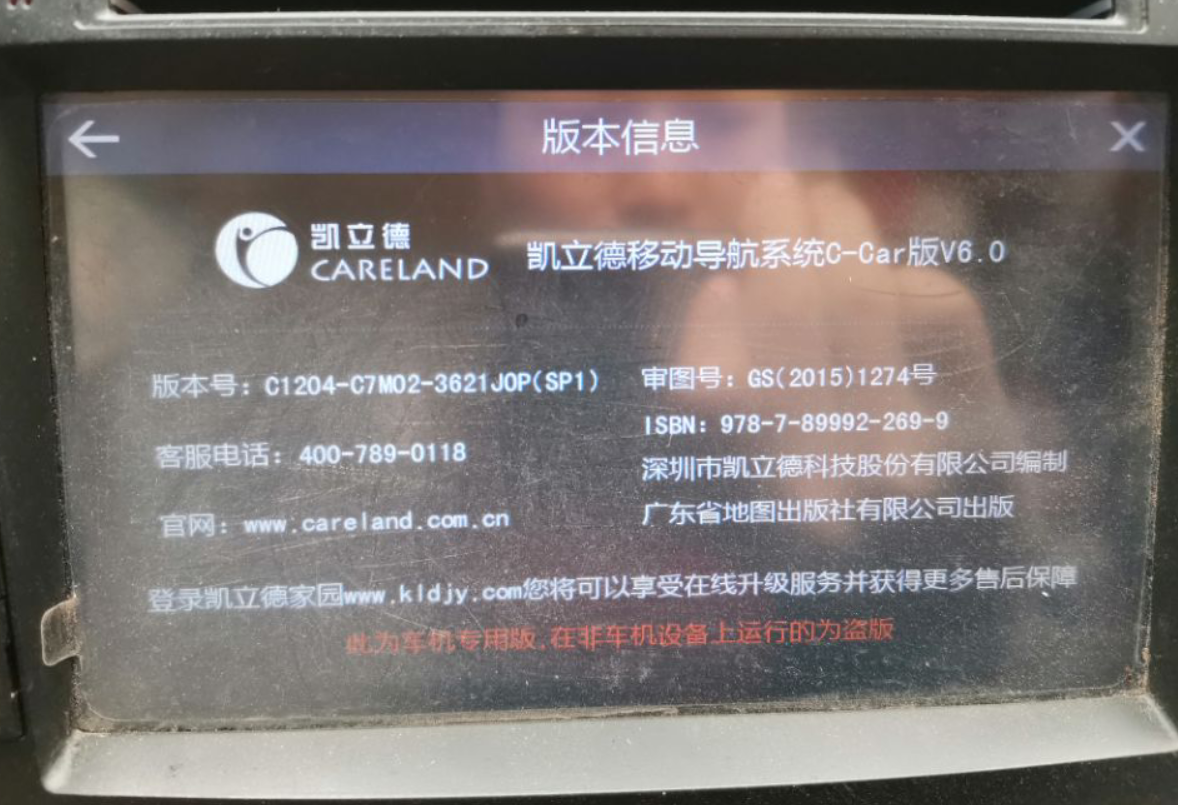 版本信息
凯立德
CARELAND
凯立德移动导航系统C-Car版V6.0
版本号：C1204-C7M02-3621J0P(SP1)
审图号：GS(2015)1274号
ISBN：978-7-89992-269-9
客服电话：400-789-0118
深圳市凯立德科技股份有限公司编制
官网：www.careland.com.cn
广东省地图出版社有限公司出版
登录凯立德家园www.kldjy.com您将可以享受在线升级服务并获得更多售后保障
此为车机专用版,在非车机设备上运行的为盗版